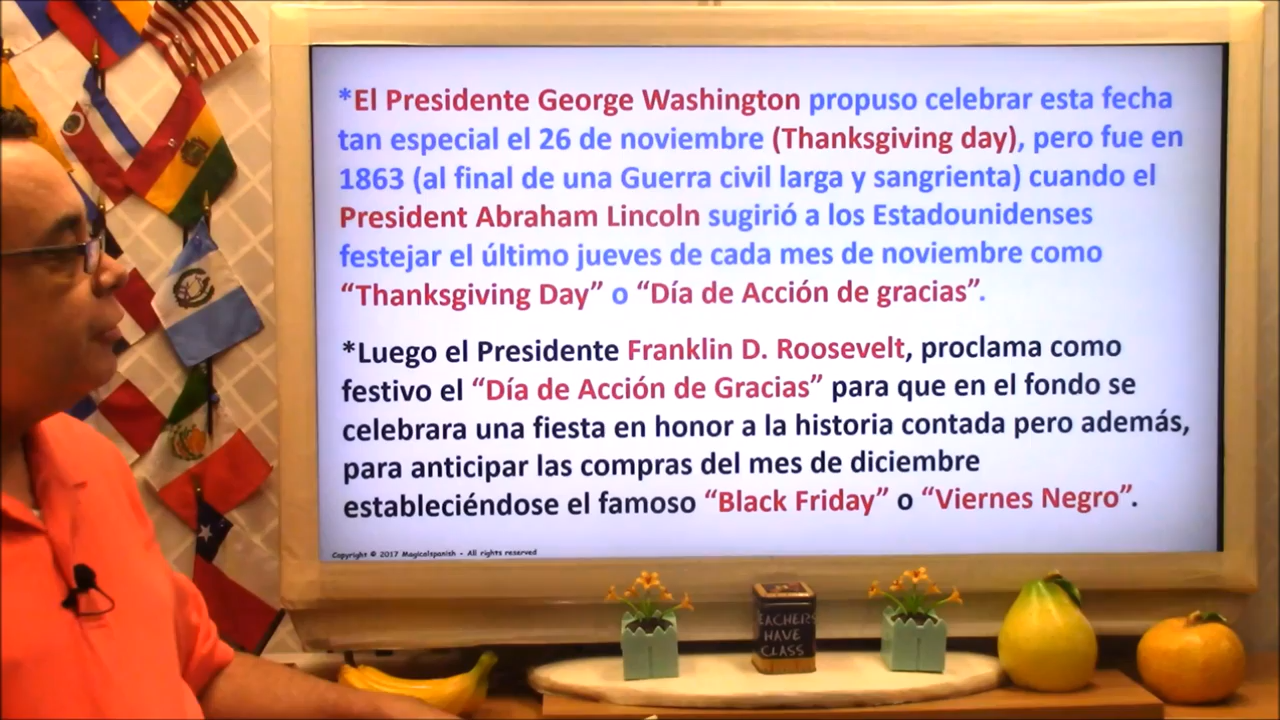 *El Presidente George Washington propuso celebrar esta fecha
tan especial el 26 de noviembre (Thanksgiving day), pero fue en
1863 (al final de una Guerra civil larga y sangrienta) cuando el
President Abraham Lincoln sugirió a los Estadounidenses
festejar el último jueves de cada mes de noviembre como
“Thanksgiving Day” o “Día de Acción de gracias”.
*Luego el Presidente Franklin D. Roosevelt, proclama como
festivo el “Día de Acción de Gracias” para que en el fondo se
celebrara una fiesta en honor a la historia contada pero además,
para anticipar las compras del mes de diciembre
estableciéndose el famoso “Black Friday” o “Viernes Negro”.
Copyright © 2017 Magicalspanish - All rights reserved
EACHERS
HAVE
CLASS